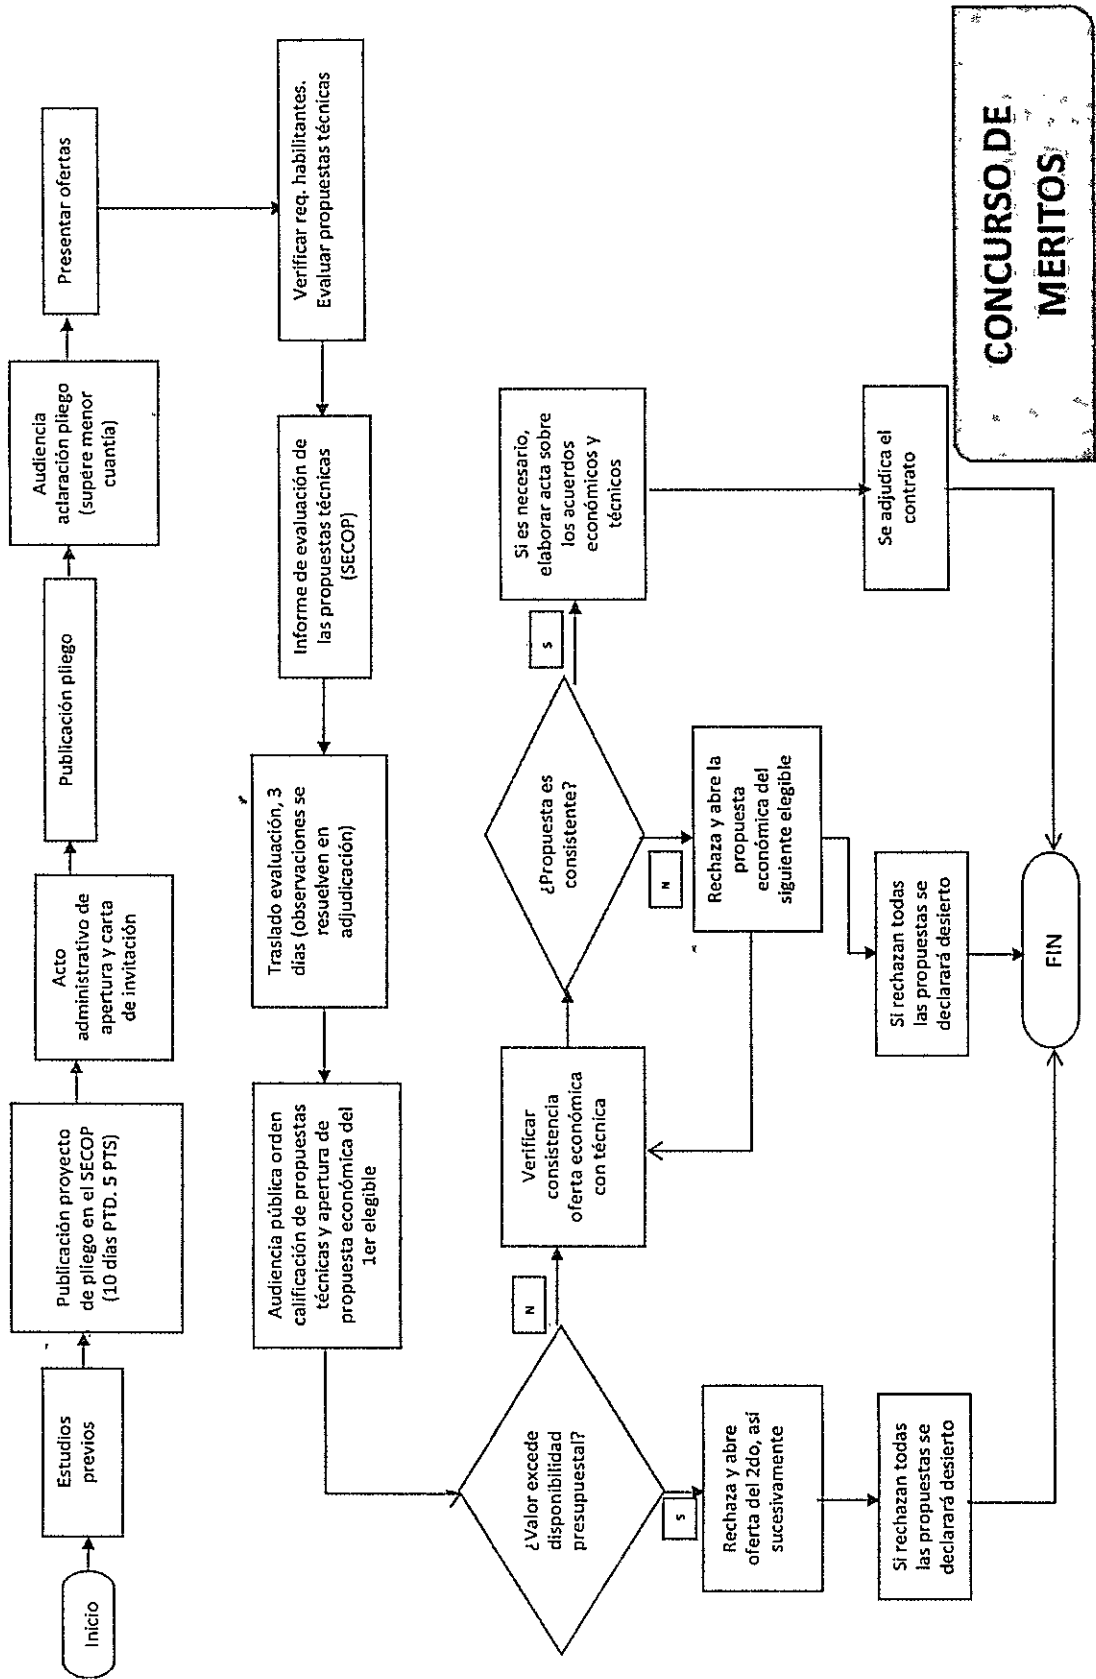 Inicio
Estudios
previos
Publicación proyecto
de pliego en el SECOP
(10 días PTD. 5 PTS)
Acto
administrativo de
apertura y carta
de invitación
Publicación pliego
Audiencia
aclaración pliego
(supere menor
cuantía)
Presentar ofertas
Verificar req. habilitantes.
Evaluar propuestas técnicas
Informe de evaluación de
las propuestas técnicas
(SECOP)
Traslado evaluación, 3
días (observaciones se
resuelven en
adjudicación)
Audiencia pública orden
calificación de propuestas
técnicas y apertura de
propuesta económica del
1er elegible
¿Valor excede
disponibilidad
presupuestal?
N
S
Rechaza y abre
oferta del 2do, así
sucesivamente
Si rechazan todas
las propuestas se
declarará desierto
Verificar
consistencia
oferta económica
con técnica
¿Propuesta es
consistente?
S
N
Rechaza y abre la
propuesta
económica del
siguiente elegible
Si rechazan todas
las propuestas se
declarará desierto
Si es necesario,
elaborar acta sobre
los acuerdos
económicos y
técnicos
Se adjudica el
contrato
FIN
CONCURSO DE
MERITOS